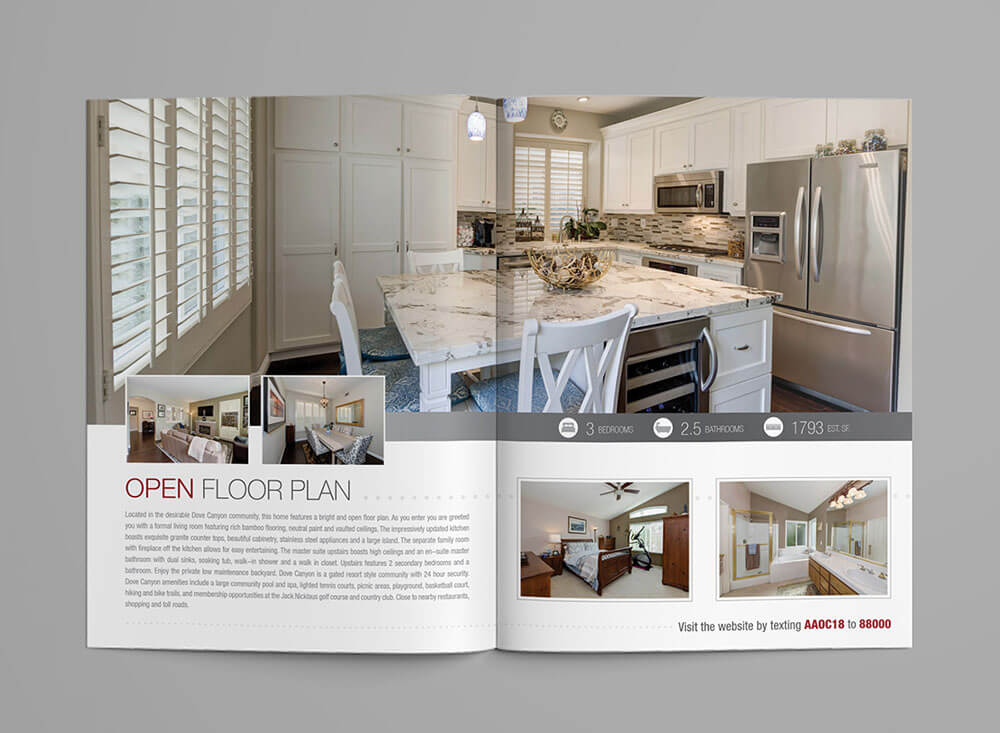 3 BEDROOMS 2.5 BATHROOMS 1793 EST. SF.
OPEN FLOOR PLAN
Located in the desirable Dove Canyon community, this home features a bright and open floor plan. As you enter you are greeted
you with a formal living room featuring rich bamboo flooring, neutral paint and vaulted ceilings. The impressively updated kitchen
boasts exquisite granite counter tops, beautiful cabinetry, stainless steel appliances and a large island. The separate family room
with fireplace off the kitchen allows for easy entertaining. The master suite upstairs boasts high ceilings and an en-suite master
bathroom with dual sinks, soaking tub, walk-in shower and a walk in closet. Upstairs features 2 secondary bedrooms and a
bathroom. Enjoy the private low maintenance backyard. Dove Canyon is a gated resort style community with 24 hour security.
Dove Canyon amenities include a large community pool and spa, lighted tennis courts, picnic areas, playground, basketball court,
hiking and bike trails, and membership opportunities at the Jack Nicklaus golf course and country club. Close to nearby restaurants,
shopping and toll roads.
Visit the website by texting AAOC18 to 88000